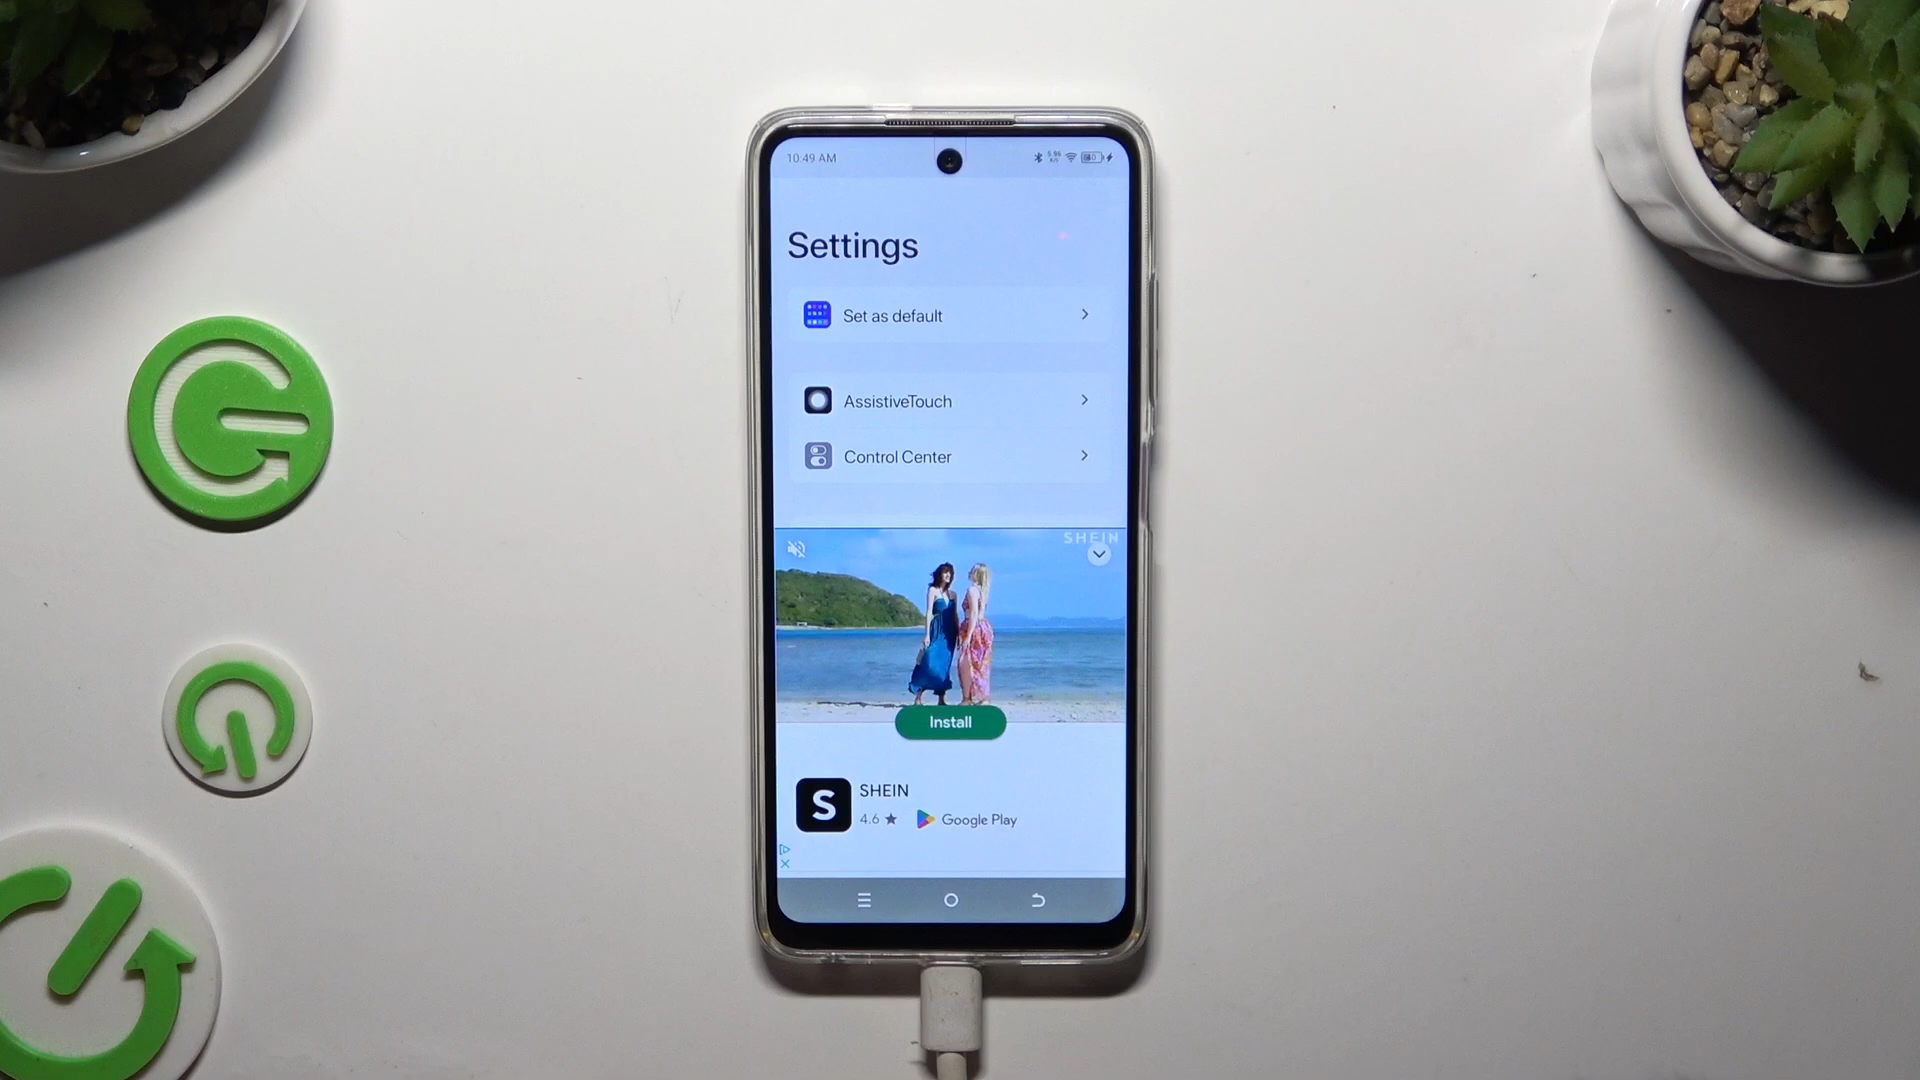 10:49 AM
Settings
Set as default
AssistiveTouch
Control Center
SHEIN
Install
S
SHEIN
4.6 ★
Google Play